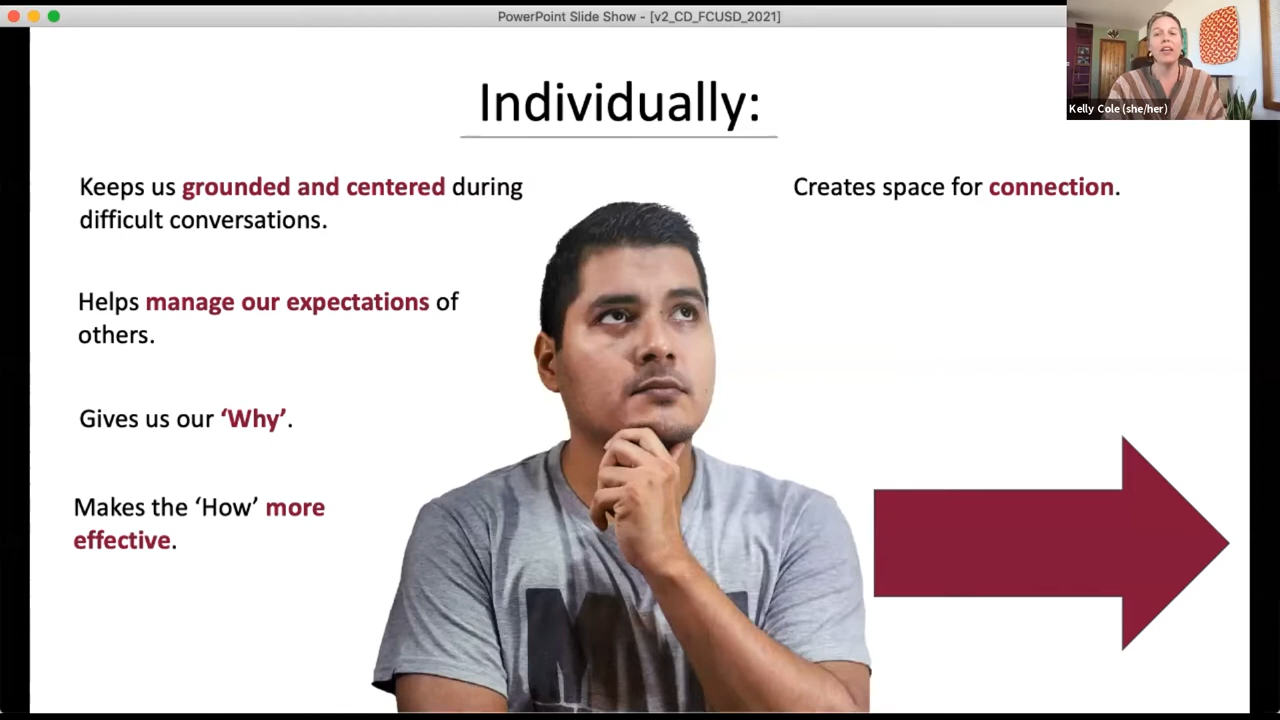 PowerPoint Slide Show - [v2_CD_FCUSD_2021]
Kelly Cole (she/her)
Individually:
Keeps us grounded and centered during
difficult conversations.
Helps manage our expectations of
others.
Gives us our ‘Why’.
Makes the ‘How’ more
effective.
Creates space for connection.